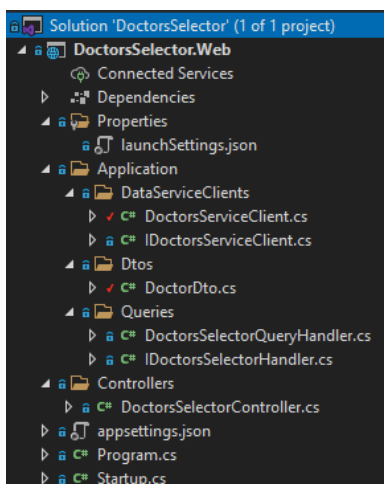 Solution 'DoctorsSelector' (1 of 1 project)
DoctorsSelector.Web
Connected Services
Dependencies
Properties
launchSettings.json
Application
DataServiceClients
C# DoctorsServiceClient.cs
C# IDoctorsServiceClient.cs
Dtos
C# DoctorDto.cs
Queries
C# DoctorsSelectorQueryHandler.cs
C# IDoctorsSelectorHandler.cs
Controllers
C# DoctorsSelectorController.cs
appsettings.json
C# Program.cs
C# Startup.cs